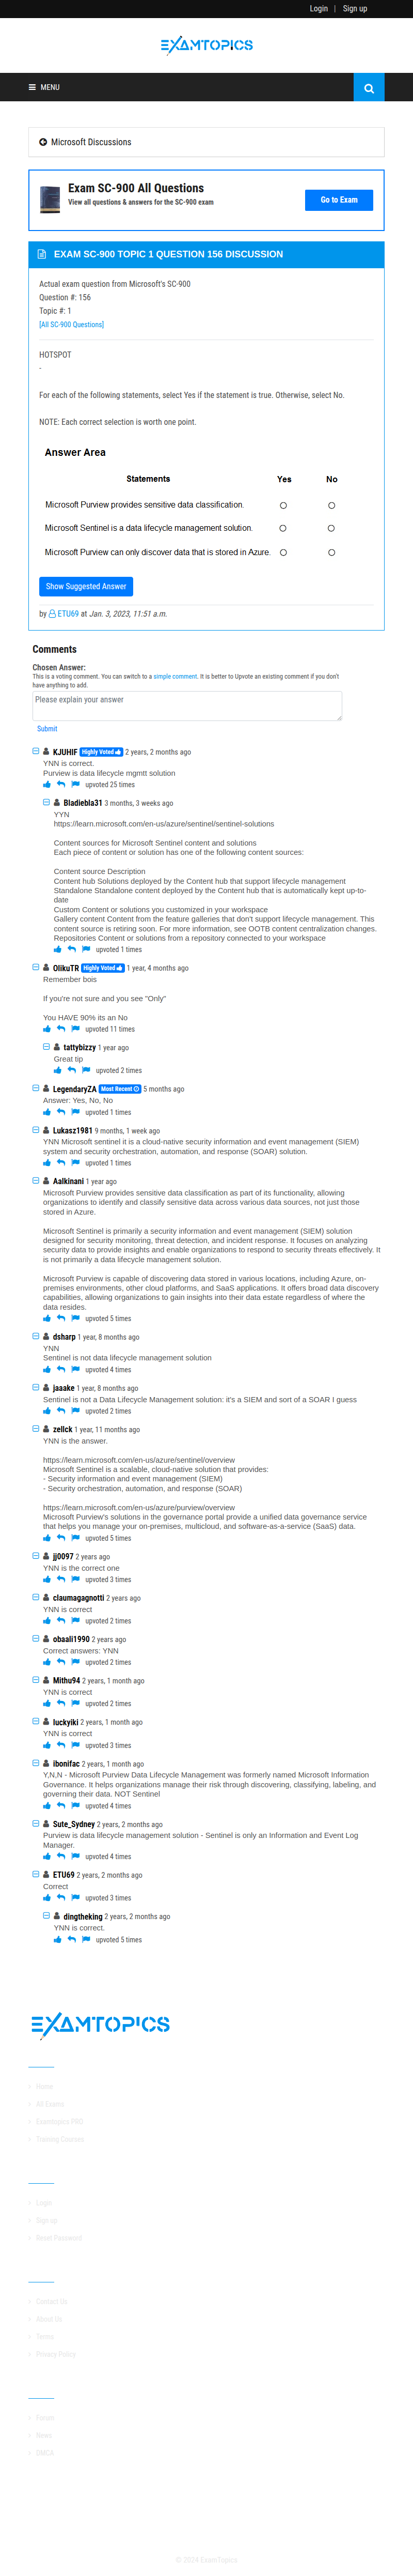 Login | Sign up
EXAMTOPICS
MENU
Microsoft Discussions
Exam SC-900 All Questions
View all questions & answers for the SC-900 exam
Go to Exam
EXAM SC-900 TOPIC 1 QUESTION 156 DISCUSSION
Actual exam question from Microsoft's SC-900
Question #: 156
Topic #: 1
[All SC-900 Questions]
HOTSPOT
-
For each of the following statements, select Yes if the statement is true. Otherwise, select No.
NOTE: Each correct selection is worth one point.
Answer Area
Statements Yes No
Microsoft Purview provides sensitive data classification.
Microsoft Sentinel is a data lifecycle management solution.
Microsoft Purview can only discover data that is stored in Azure.
Show Suggested Answer
by ETU69 at Jan. 3, 2023, 11:51 a.m.
Comments
Chosen Answer:
This is a voting comment. You can switch to a simple comment. It is better to Upvote an existing comment if you don't
have anything to add.
Please explain your answer
Submit
KJUHIF Highly Voted 2 years, 2 months ago
YNN is correct.
Purview is data lifecycle mgmtt solution
upvoted 25 times
Bladiebla31 3 months, 3 weeks ago
YYN
https://learn.microsoft.com/en-us/azure/sentinel/sentinel-solutions
Content sources for Microsoft Sentinel content and solutions
Each piece of content or solution has one of the following content sources:
Content source Description
Content hub Solutions deployed by the Content hub that support lifecycle management
Standalone Standalone content deployed by the Content hub that is automatically kept up-to-
date
Custom Content or solutions you customized in your workspace
Gallery content Content from the feature galleries that don't support lifecycle management. This
content source is retiring soon. For more information, see OOTB content centralization changes.
Repositories Content or solutions from a repository connected to your workspace
upvoted 1 times
OlikuTR Highly Voted 1 year, 4 months ago
Remember bois
If you're not sure and you see "Only"
You HAVE 90% its an No
upvoted 11 times
tattybizzy 1 year ago
Great tip
upvoted 2 times
LegendaryZA Most Recent 5 months ago
Answer: Yes, No, No
upvoted 1 times
Lukasz1981 9 months, 1 week ago
YNN Microsoft sentinel it is a cloud-native security information and event management (SIEM)
system and security orchestration, automation, and response (SOAR) solution.
upvoted 1 times
Aalkinani 1 year ago
Microsoft Purview provides sensitive data classification as part of its functionality, allowing
organizations to identify and classify sensitive data across various data sources, not just those
stored in Azure.
Microsoft Sentinel is primarily a security information and event management (SIEM) solution
designed for security monitoring, threat detection, and incident response. It focuses on analyzing
security data to provide insights and enable organizations to respond to security threats effectively. It
is not primarily a data lifecycle management solution.
Microsoft Purview is capable of discovering data stored in various locations, including Azure, on-
premises environments, other cloud platforms, and SaaS applications. It offers broad data discovery
capabilities, allowing organizations to gain insights into their data estate regardless of where the
data resides.
upvoted 5 times
dsharp 1 year, 8 months ago
YNN
Sentinel is not data lifecycle management solution
upvoted 4 times
jaaake 1 year, 8 months ago
Sentinel is not a Data Lifecycle Management solution: it's a SIEM and sort of a SOAR I guess
upvoted 2 times
zellck 1 year, 11 months ago
YNN is the answer.
https://learn.microsoft.com/en-us/azure/sentinel/overview
Microsoft Sentinel is a scalable, cloud-native solution that provides:
- Security information and event management (SIEM)
- Security orchestration, automation, and response (SOAR)
https://learn.microsoft.com/en-us/azure/purview/overview
Microsoft Purview's solutions in the governance portal provide a unified data governance service
that helps you manage your on-premises, multicloud, and software-as-a-service (SaaS) data.
upvoted 5 times
jj0097 2 years ago
YNN is the correct one
upvoted 3 times
claumagagnotti 2 years ago
YNN is correct
upvoted 2 times
obaali1990 2 years ago
Correct answers: YNN
upvoted 2 times
Mithu94 2 years, 1 month ago
YNN is correct
upvoted 2 times
luckyiki 2 years, 1 month ago
YNN is correct
upvoted 3 times
ibonifac 2 years, 1 month ago
Y,N,N - Microsoft Purview Data Lifecycle Management was formerly named Microsoft Information
Governance. It helps organizations manage their risk through discovering, classifying, labeling, and
governing their data. NOT Sentinel
upvoted 4 times
Sute_Sydney 2 years, 2 months ago
Purview is data lifecycle management solution - Sentinel is only an Information and Event Log
Manager.
upvoted 4 times
ETU69 2 years, 2 months ago
Correct
upvoted 3 times
dingtheking 2 years, 2 months ago
YNN is correct.
upvoted 5 times
EXAMTOPICS
Home
All Exams
Examtopics PRO
Training Courses
Login
Sign up
Reset Password
Contact Us
About Us
Terms
Privacy Policy
Forum
News
DMCA
© 2024 ExamTopics